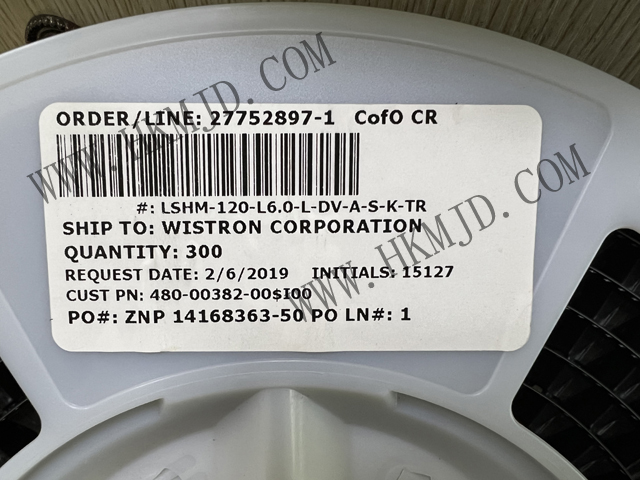 ORDER/LINE: 27752897-1 CofO CR
#: LSHM-120-L6.0-L-DV-A-S-K-TR
SHIP TO: WISTRON CORPORATION
QUANTITY: 300
REQUEST DATE: 2/6/2019 INITIALS: 15127
CUST PN: 480-00382-00$I00
PO#: ZNP 14168363-50 PO LN#: 1
WWW.HKMJD.COM
WWW.HKMJD.COM